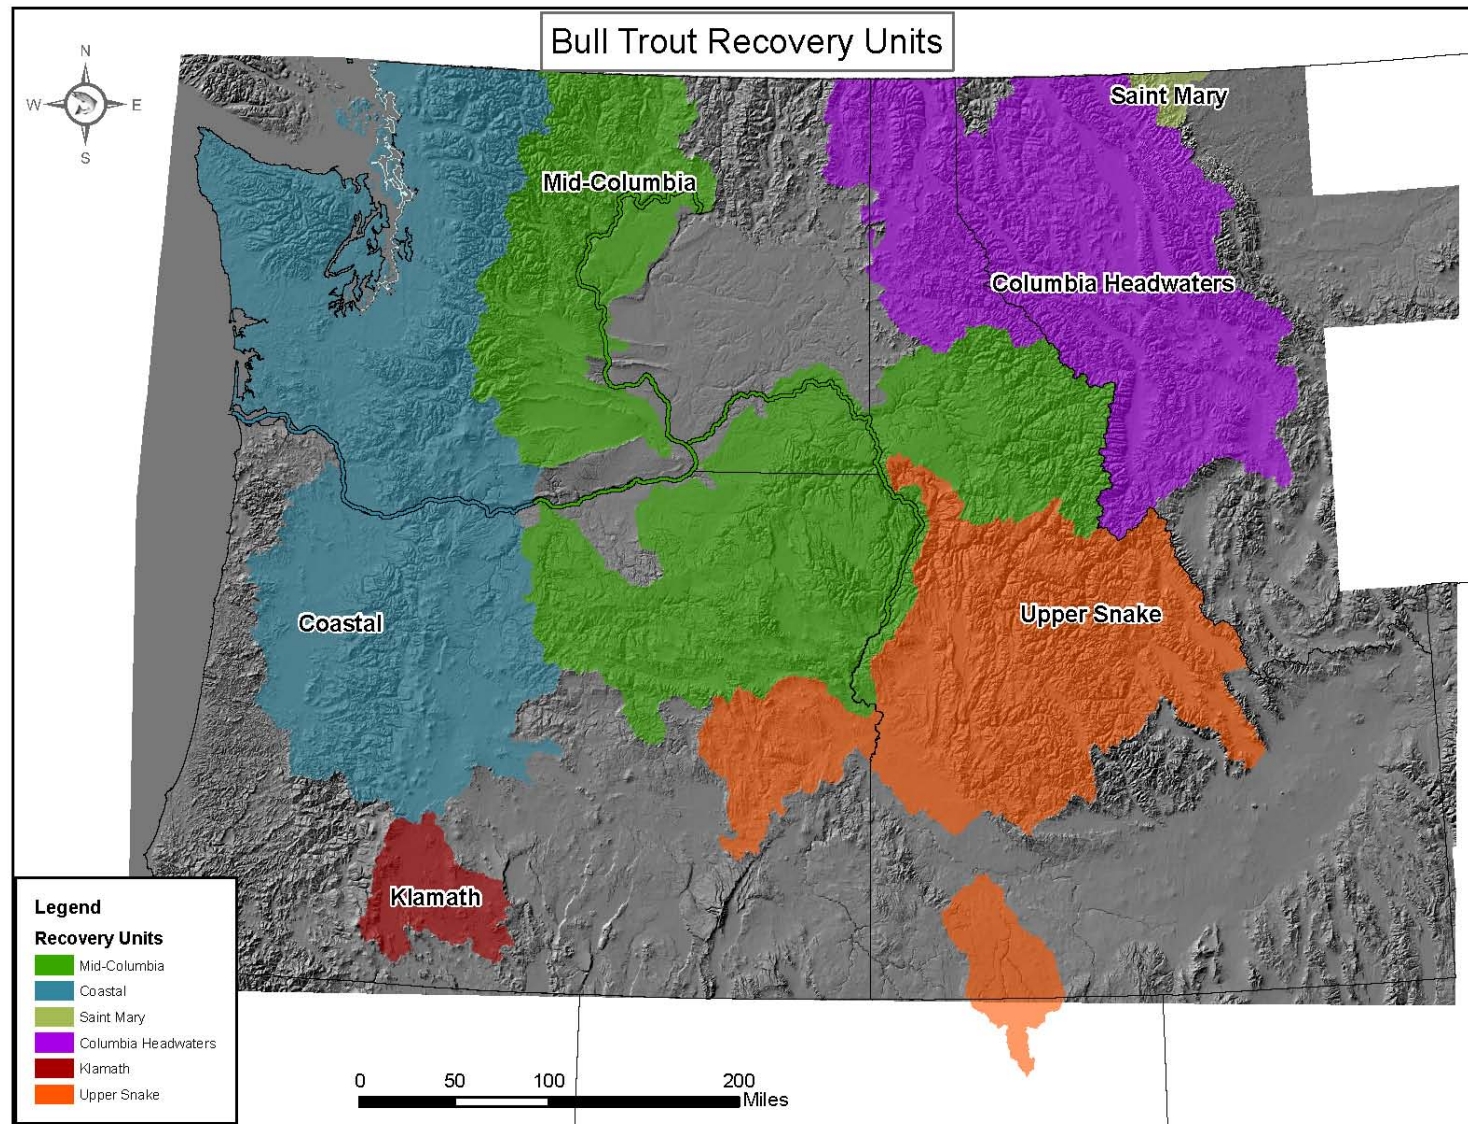 Bull Trout Recovery Units
N
W E
S
Saint Mary
Mid-Columbia
Columbia Headwaters
Coastal
Upper Snake
Klamath
Legend
Recovery Units
Mid-Columbia
Coastal
Saint Mary
Columbia Headwaters
Klamath
Upper Snake
0 50 100 200
Miles